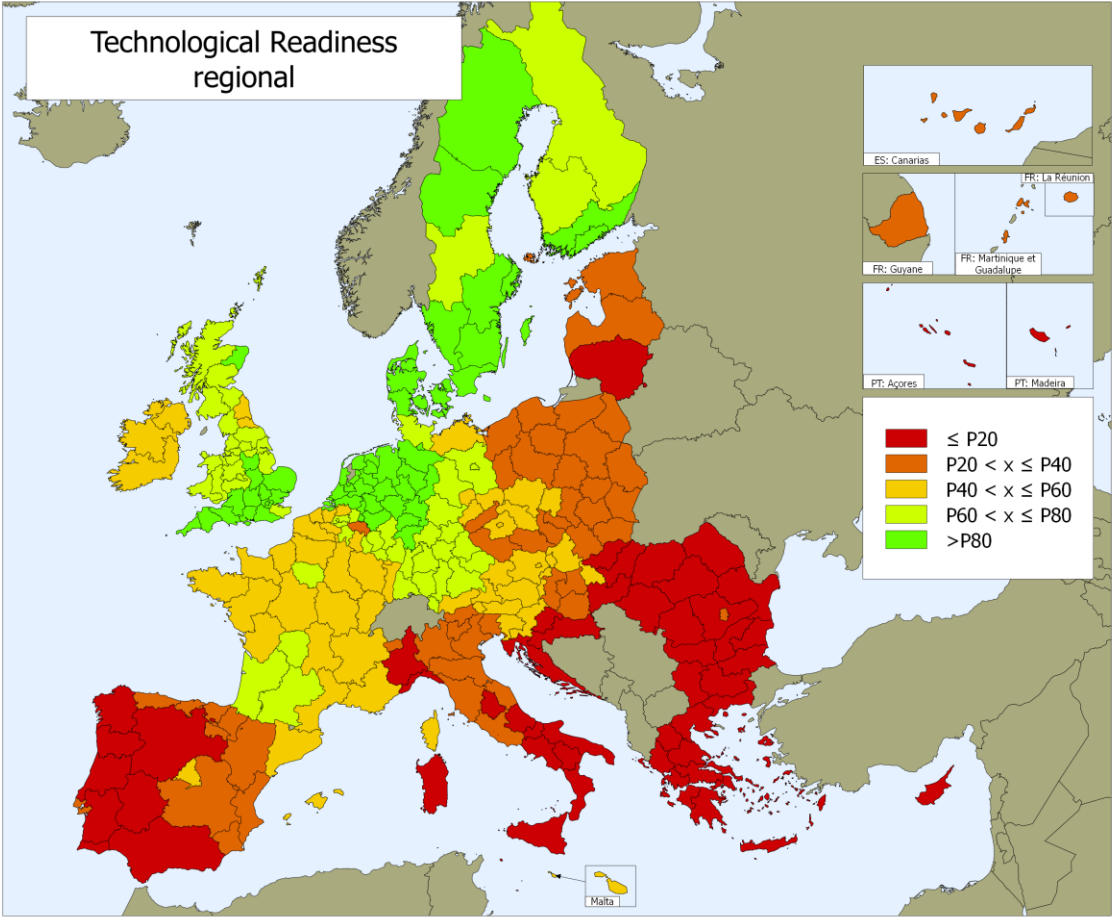 Technological Readiness
regional
ES: Canarias
FR: La Réunion
FR: Guyane
FR: Martinique et
Guadalupe
PT: Açores
PT: Madeira
≤ P20
P20 < x ≤ P40
P40 < x ≤ P60
P60 < x ≤ P80
>P80
Malta